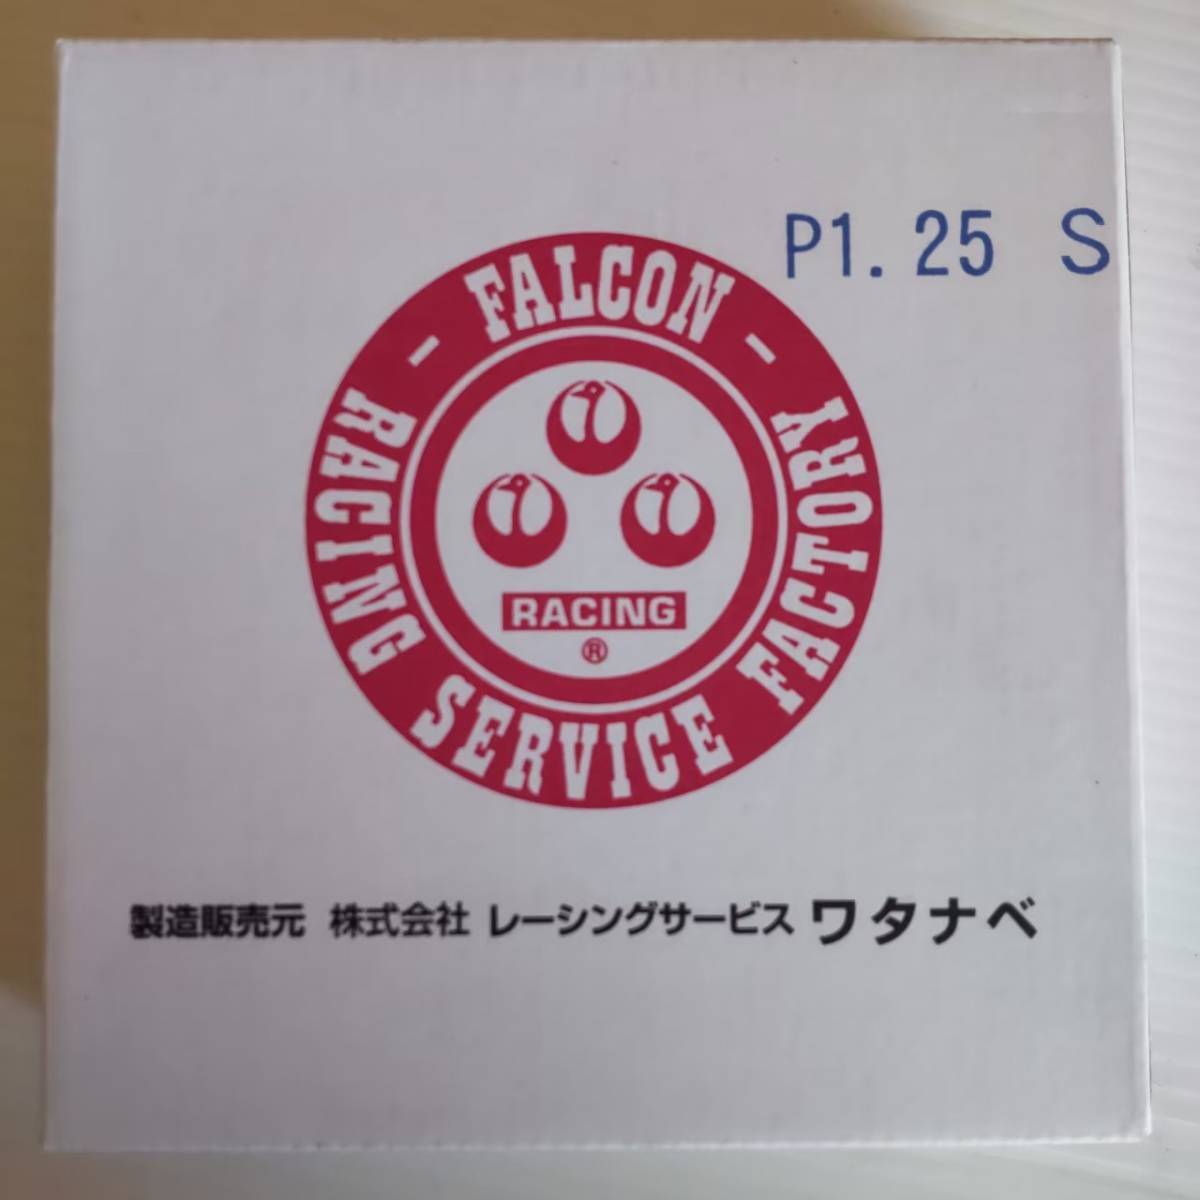 P1.25 S
- FALCON -
RACING SERVICE FACTORY
RACING
®
製造販売元 株式会社 レーシングサービス ワタナベ